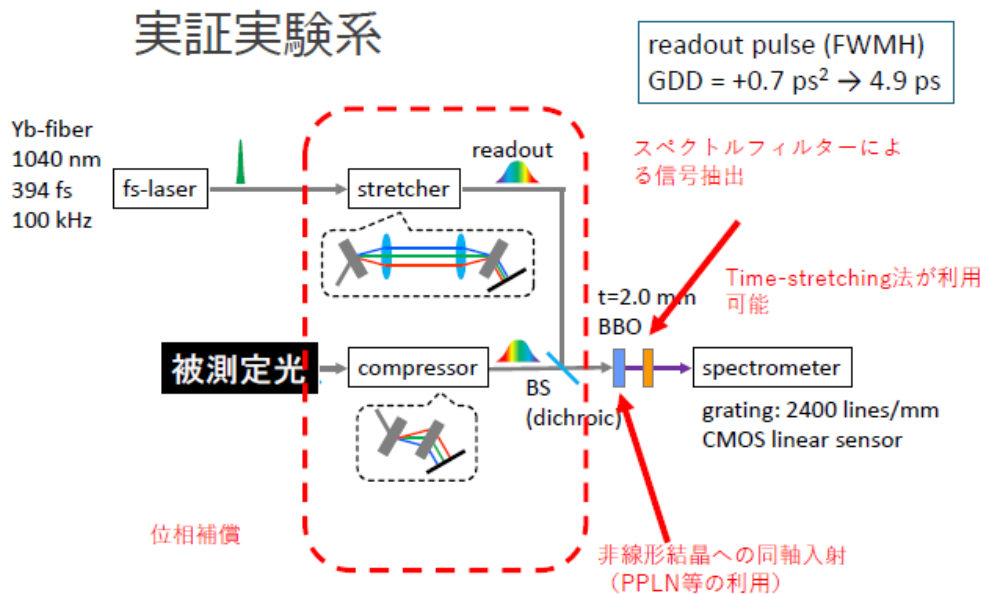 実証実験系
readout pulse (FWMH)
GDD = +0.7 ps² → 4.9 ps
Yb-fiber
1040 nm
394 fs
100 kHz
fs-laser
stretcher
readout
スペクトルフィルターによ
る信号抽出
Time-stretching法が利用
可能
t=2.0 mm
BBO
被測定光
compressor
BS
(dichroic)
spectrometer
grating: 2400 lines/mm
CMOS linear sensor
位相補償
非線形結晶への同軸入射
（PPLN等の利用）